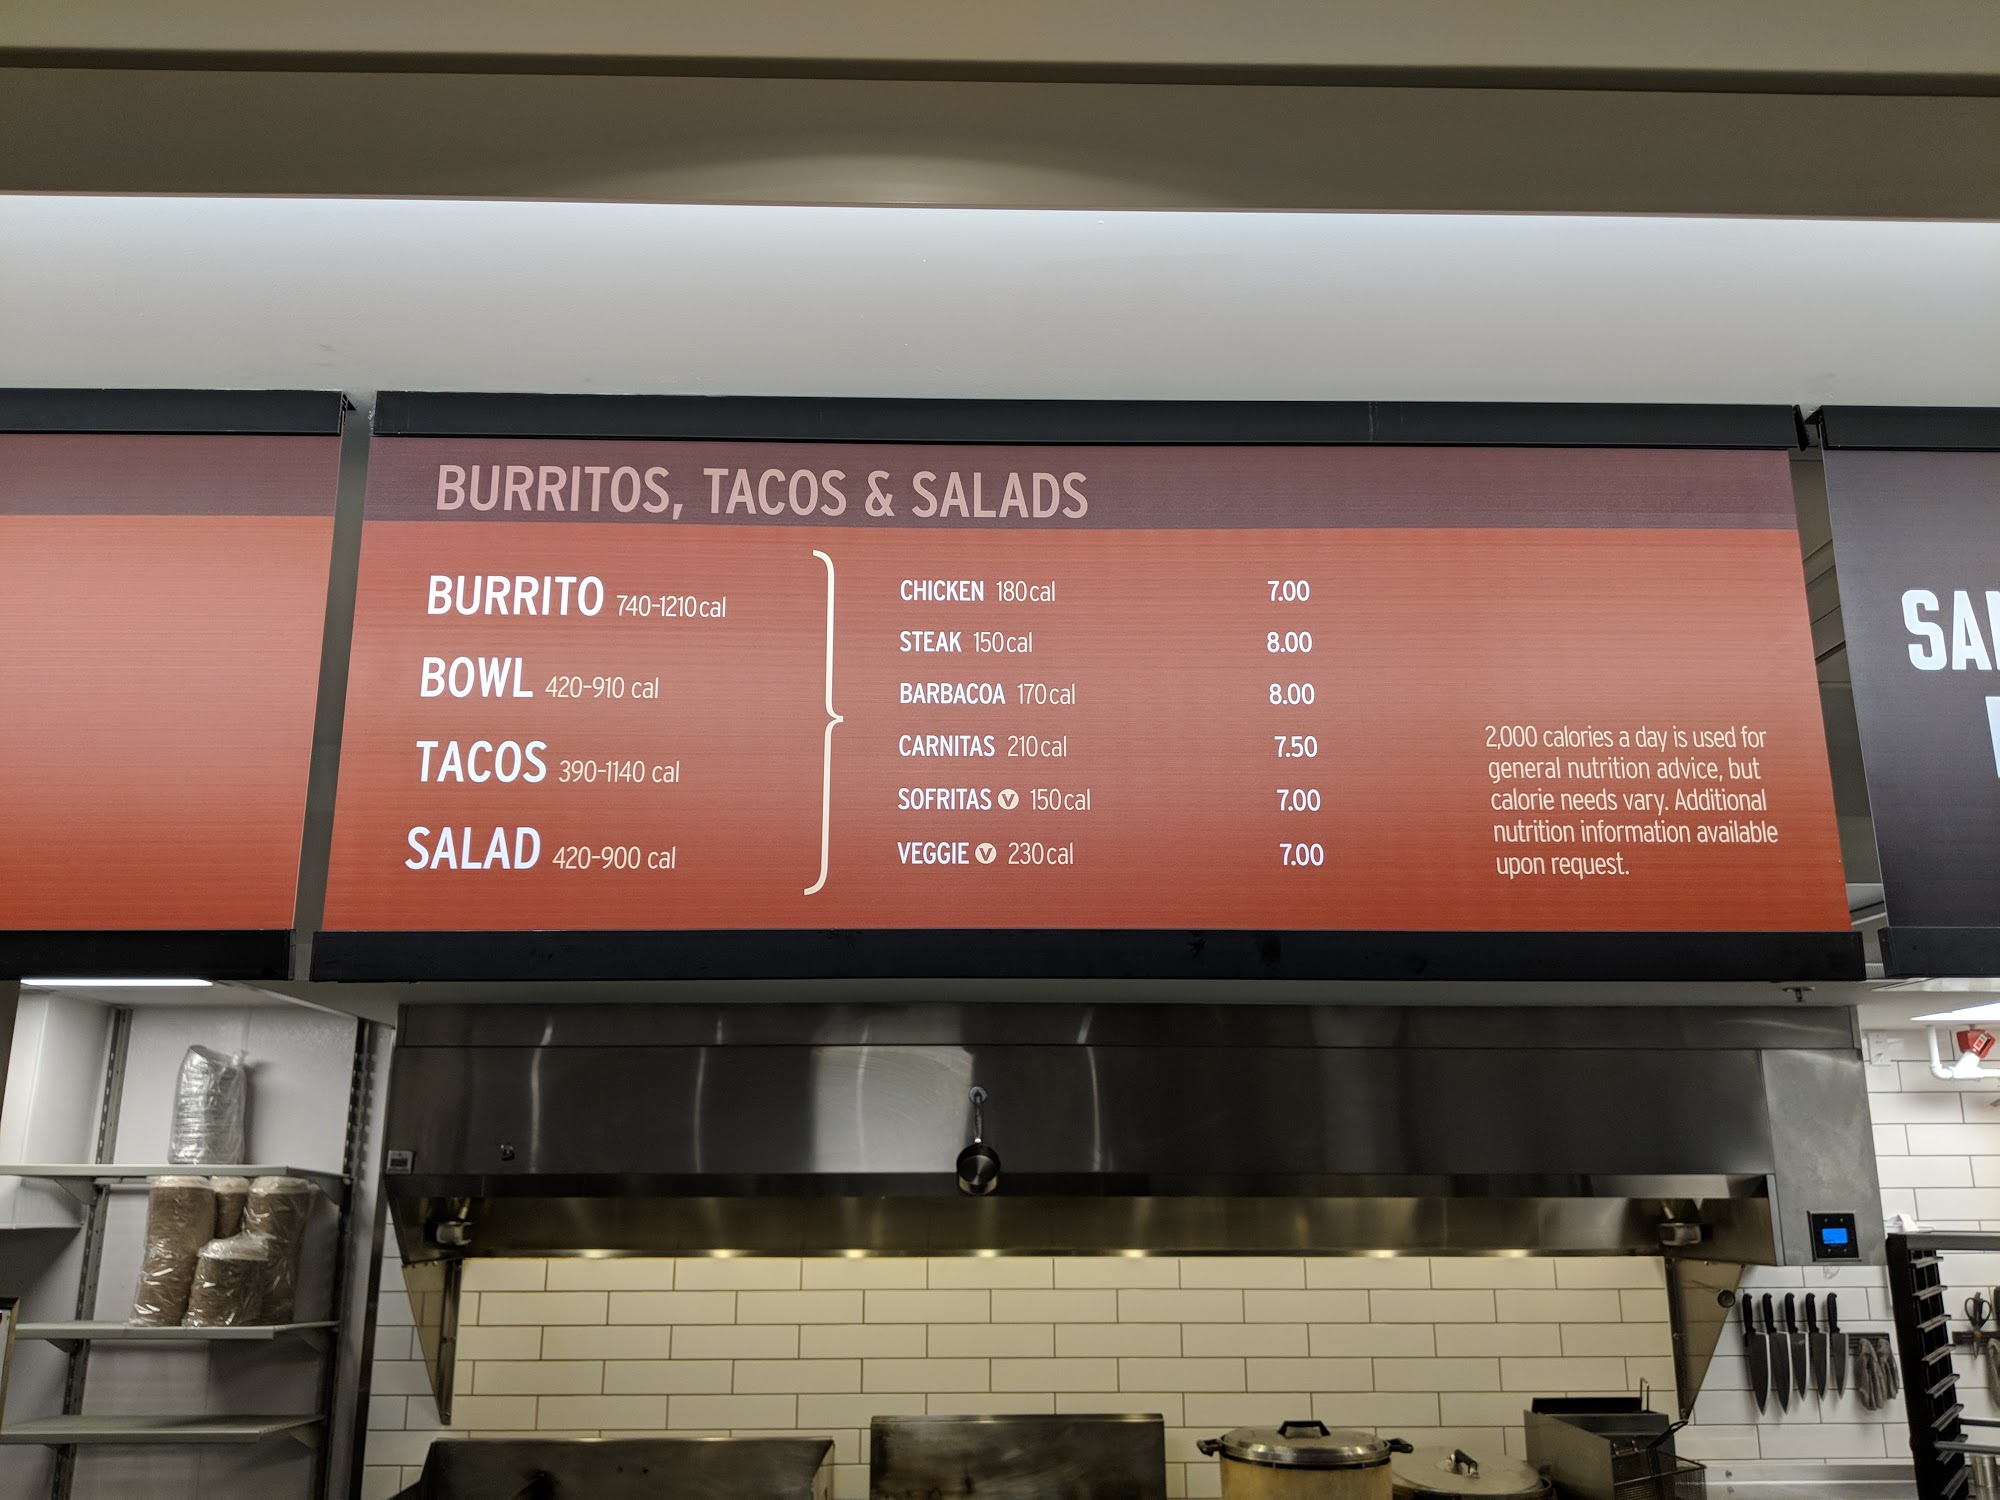 BURRITOS, TACOS & SALADS
BURRITO 740-1210 cal
BOWL 420-910 cal
TACOS 390-1140 cal
SALAD 420-900 cal
CHICKEN 180 cal 7.00
STEAK 150 cal 8.00
BARBACOA 170 cal 8.00
CARNITAS 210 cal 7.50
SOFRITAS V 150 cal 7.00
VEGGIE V 230 cal 7.00
2,000 calories a day is used for
general nutrition advice, but
calorie needs vary. Additional
nutrition information available
upon request.